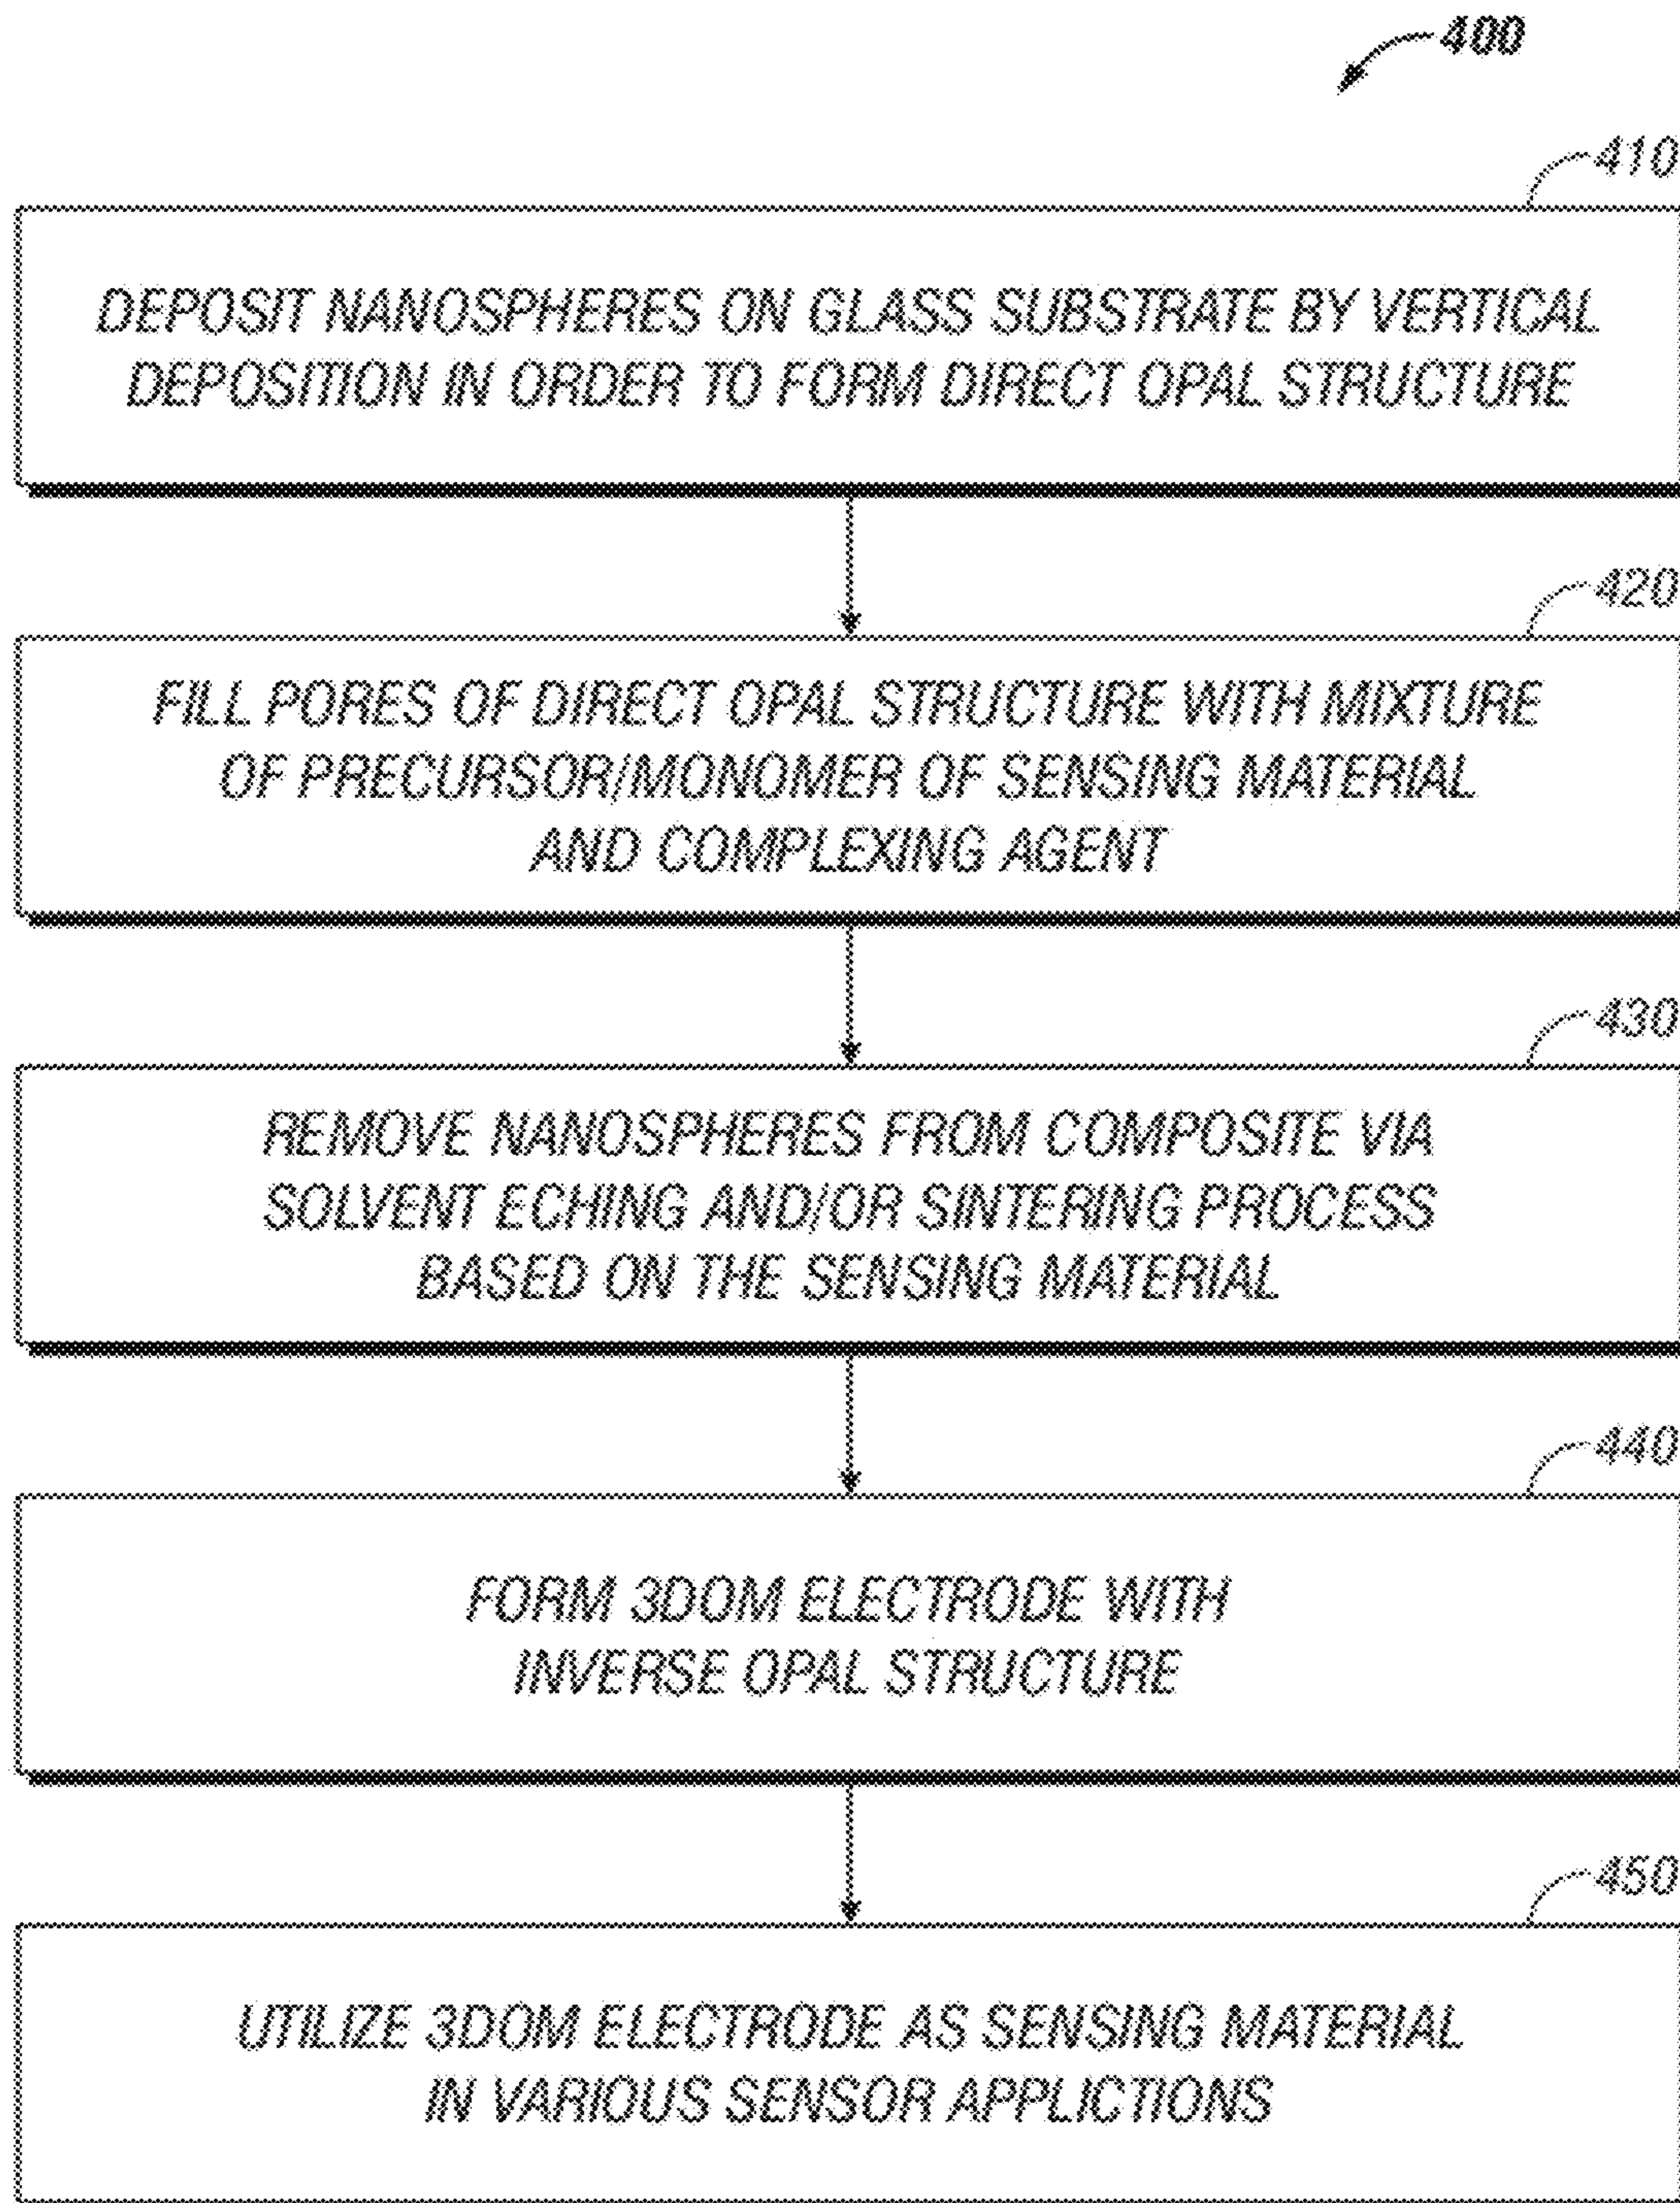 400
410
DEPOSIT NANOSPHERES ON GLASS SUBSTRATE BY VERTICAL
DEPOSITION IN ORDER TO FORM DIRECT OPAL STRUCTURE
420
FILL PORES OF DIRECT OPAL STRUCTURE WITH MIXTURE
OF PRECURSOR/MONOMER OF SENSING MATERIAL
AND COMPLEXING AGENT
430
REMOVE NANOSPHERES FROM COMPOSITE VIA
SOLVENT ECHING AND/OR SINTERING PROCESS
BASED ON THE SENSING MATERIAL
440
FORM 3DOM ELECTRODE WITH
INVERSE OPAL STRUCTURE
450
UTILIZE 3DOM ELECTRODE AS SENSING MATERIAL
IN VARIOUS SENSOR APPLICTIONS